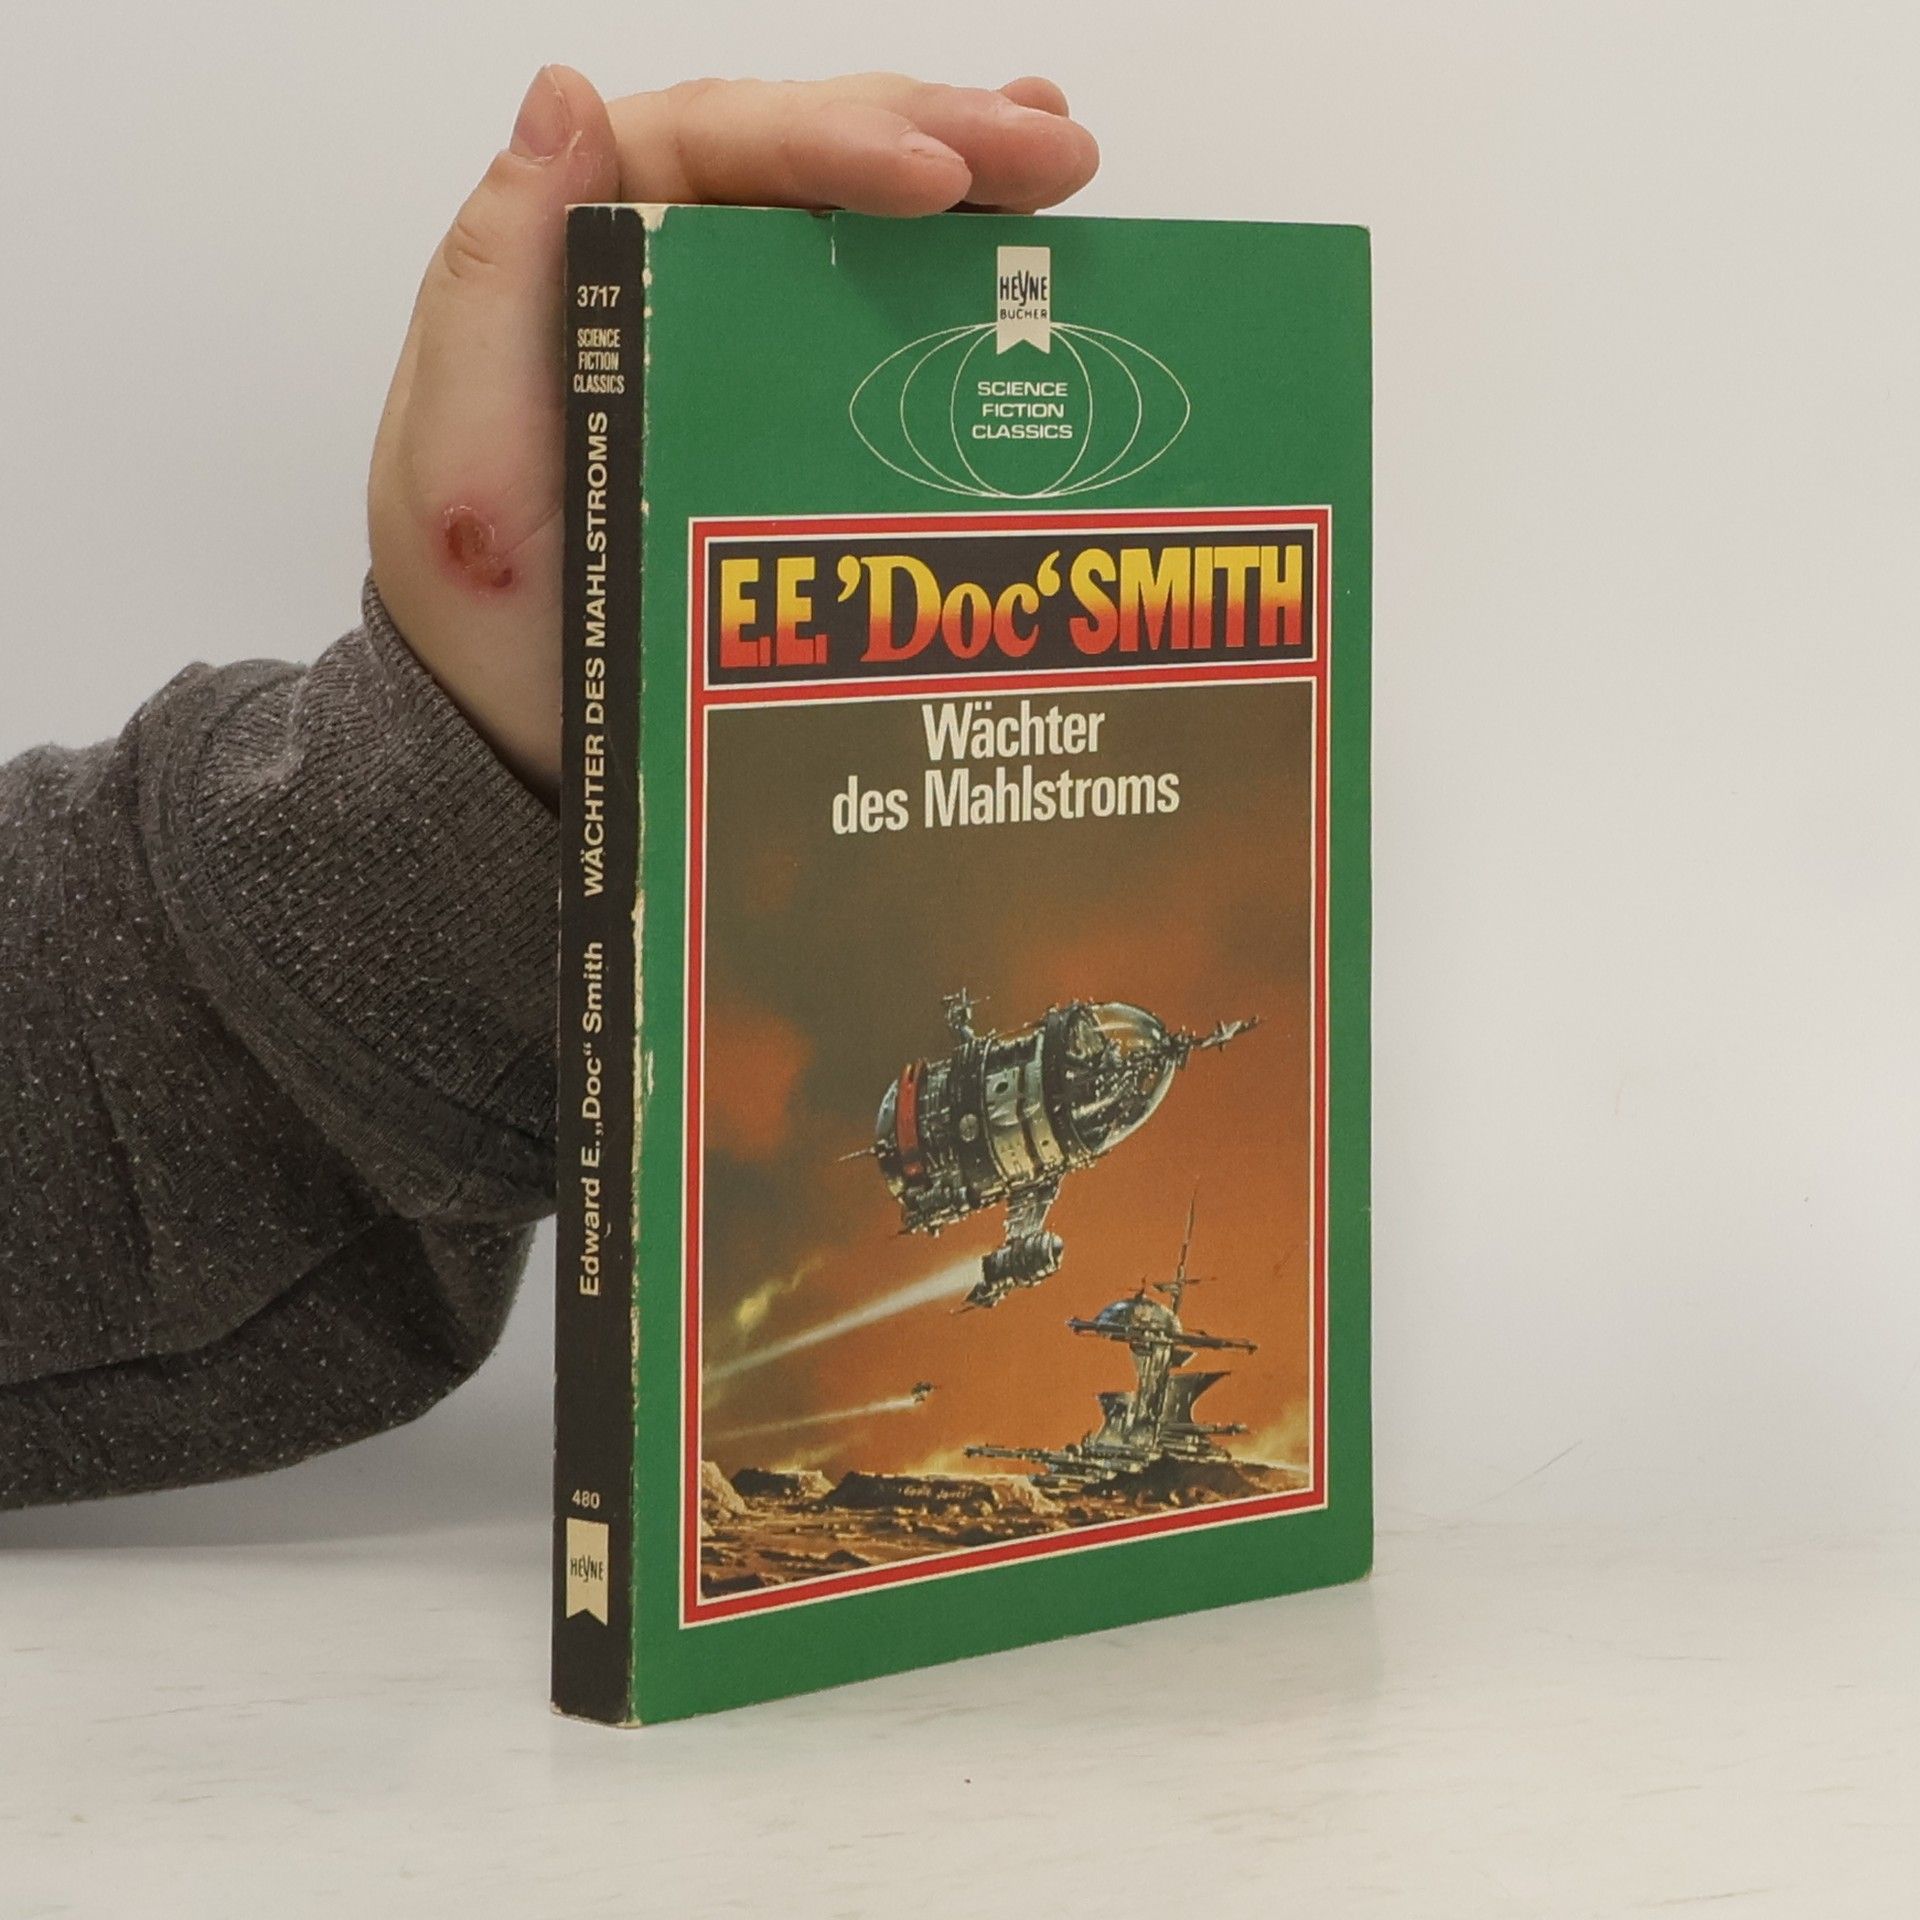 3717
SCIENCE
FICTION
CLASSICS
WÄCHTER DES MAHLSTROMS
Edward E. „Doc“ Smith
480
HEYNE
HEYNE
BÜCHER
SCIENCE
FICTION
CLASSICS
E.E. ’Doc‘ SMITH
Wächter
des Mahlstroms